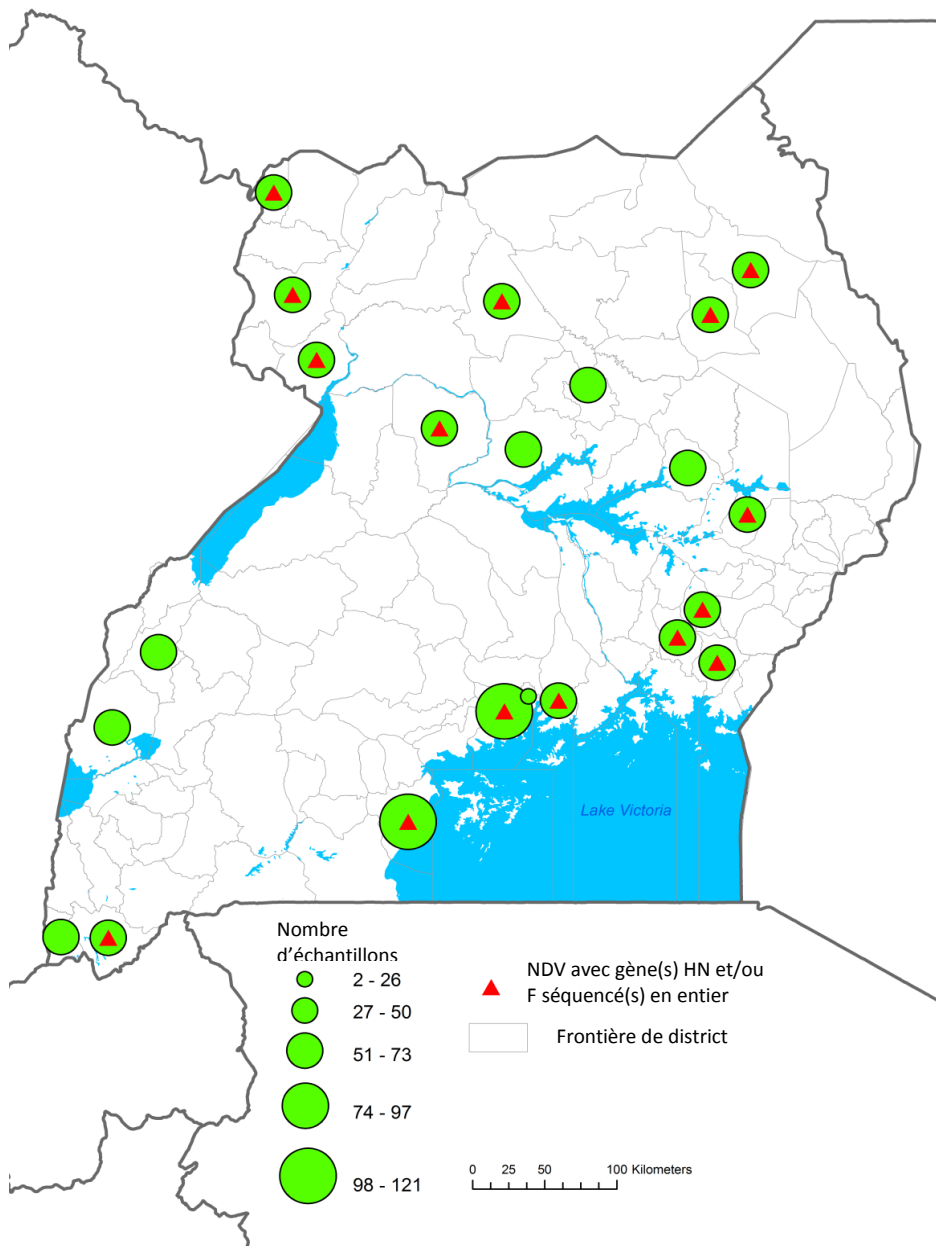 Lake Victoria
Nombre
d'échantillons
2 - 26
27 - 50
51 - 73
74 - 97
98 - 121
NDV avec gène(s) HN et/ou
F séquencé(s) en entier
Frontière de district
0 25 50 100 Kilometers